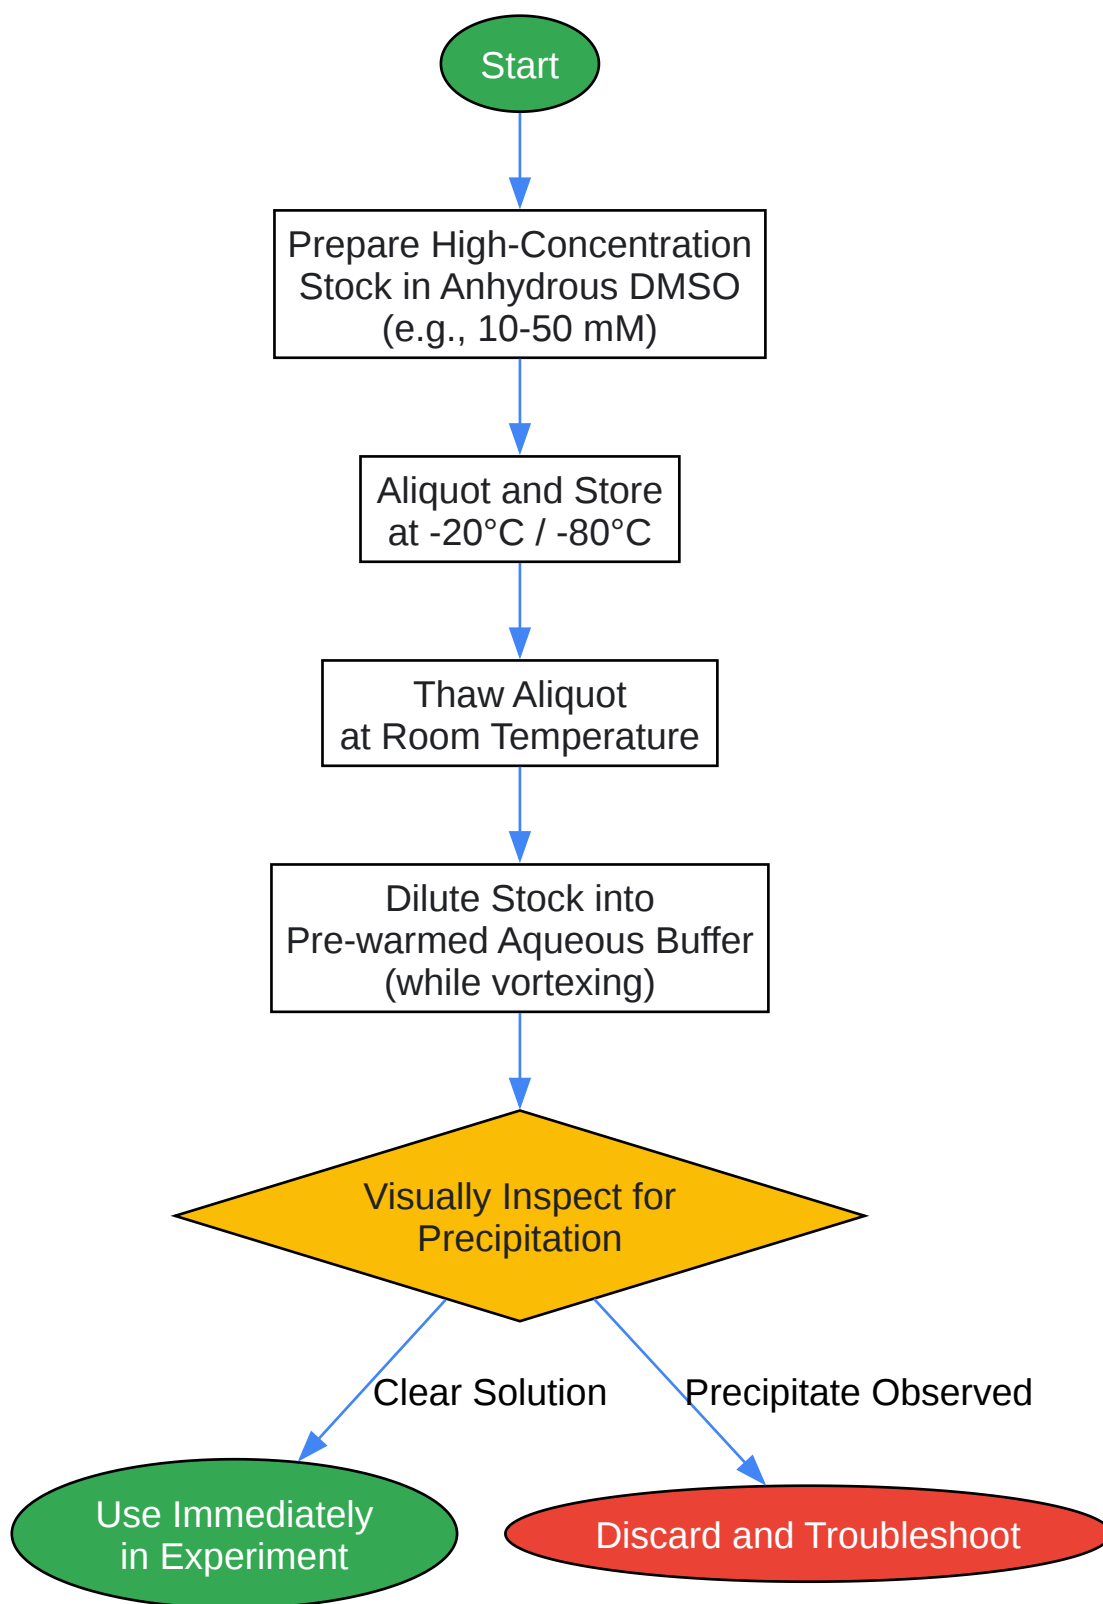 Start
Prepare High-Concentration
Stock in Anhydrous DMSO
(e.g., 10-50 mM)
Aliquot and Store
at -20°C / -80°C
Thaw Aliquot
at Room Temperature
Dilute Stock into
Pre-warmed Aqueous Buffer
(while vortexing)
Visually Inspect for
Precipitation
Clear Solution
Precipitate Observed
Use Immediately
in Experiment
Discard and Troubleshoot